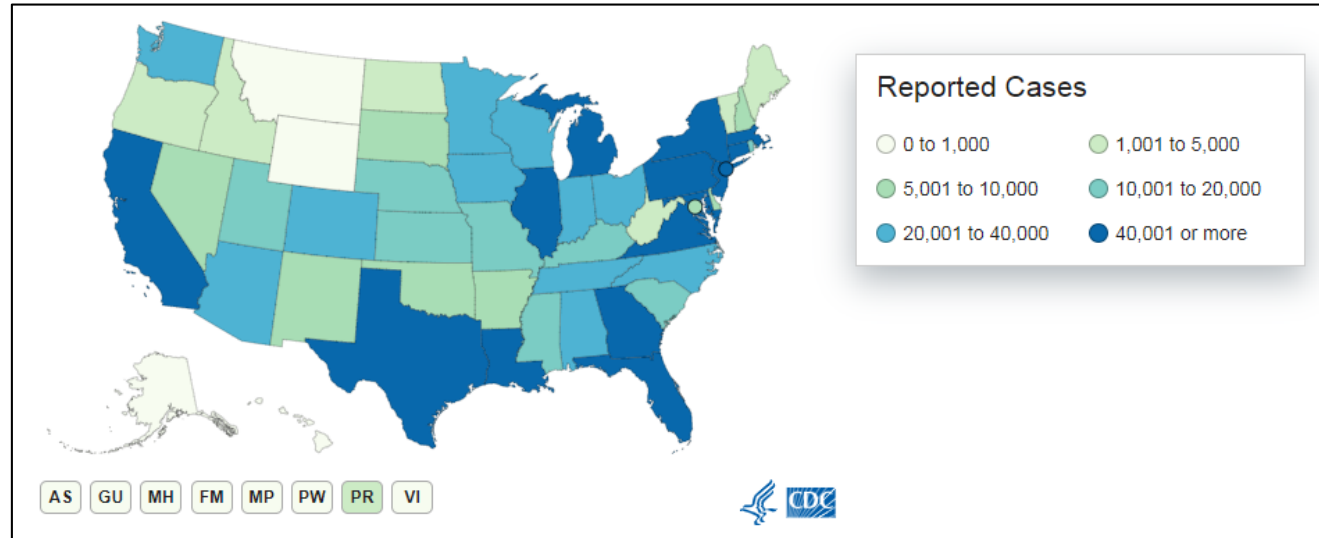 Reported Cases
0 to 1,000
1,001 to 5,000
5,001 to 10,000
10,001 to 20,000
20,001 to 40,000
40,001 or more
AS GU MH FM MP PW PR VI
CDC